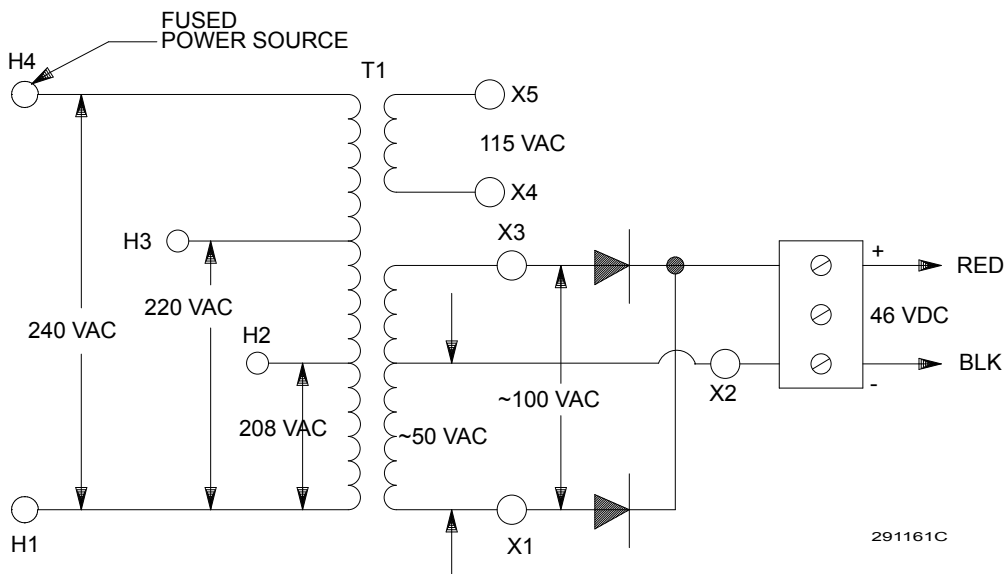 FUSED
POWER SOURCE
H4
T1
X5
115 VAC
X4
H3
X3
+
RED
220 VAC
46 VDC
240 VAC
H2
BLK
X2
-
~100 VAC
208 VAC
~50 VAC
H1
X1
291161C